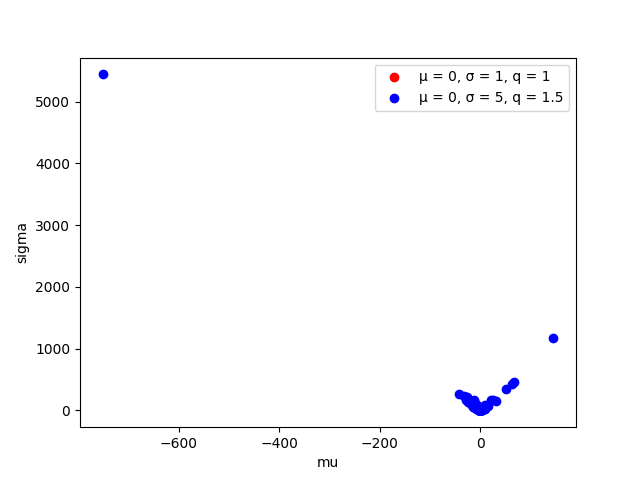 μ = 0, σ = 1, q = 1
μ = 0, σ = 5, q = 1.5
5000
4000
3000
2000
1000
0
sigma
−600
−400
−200
0
mu